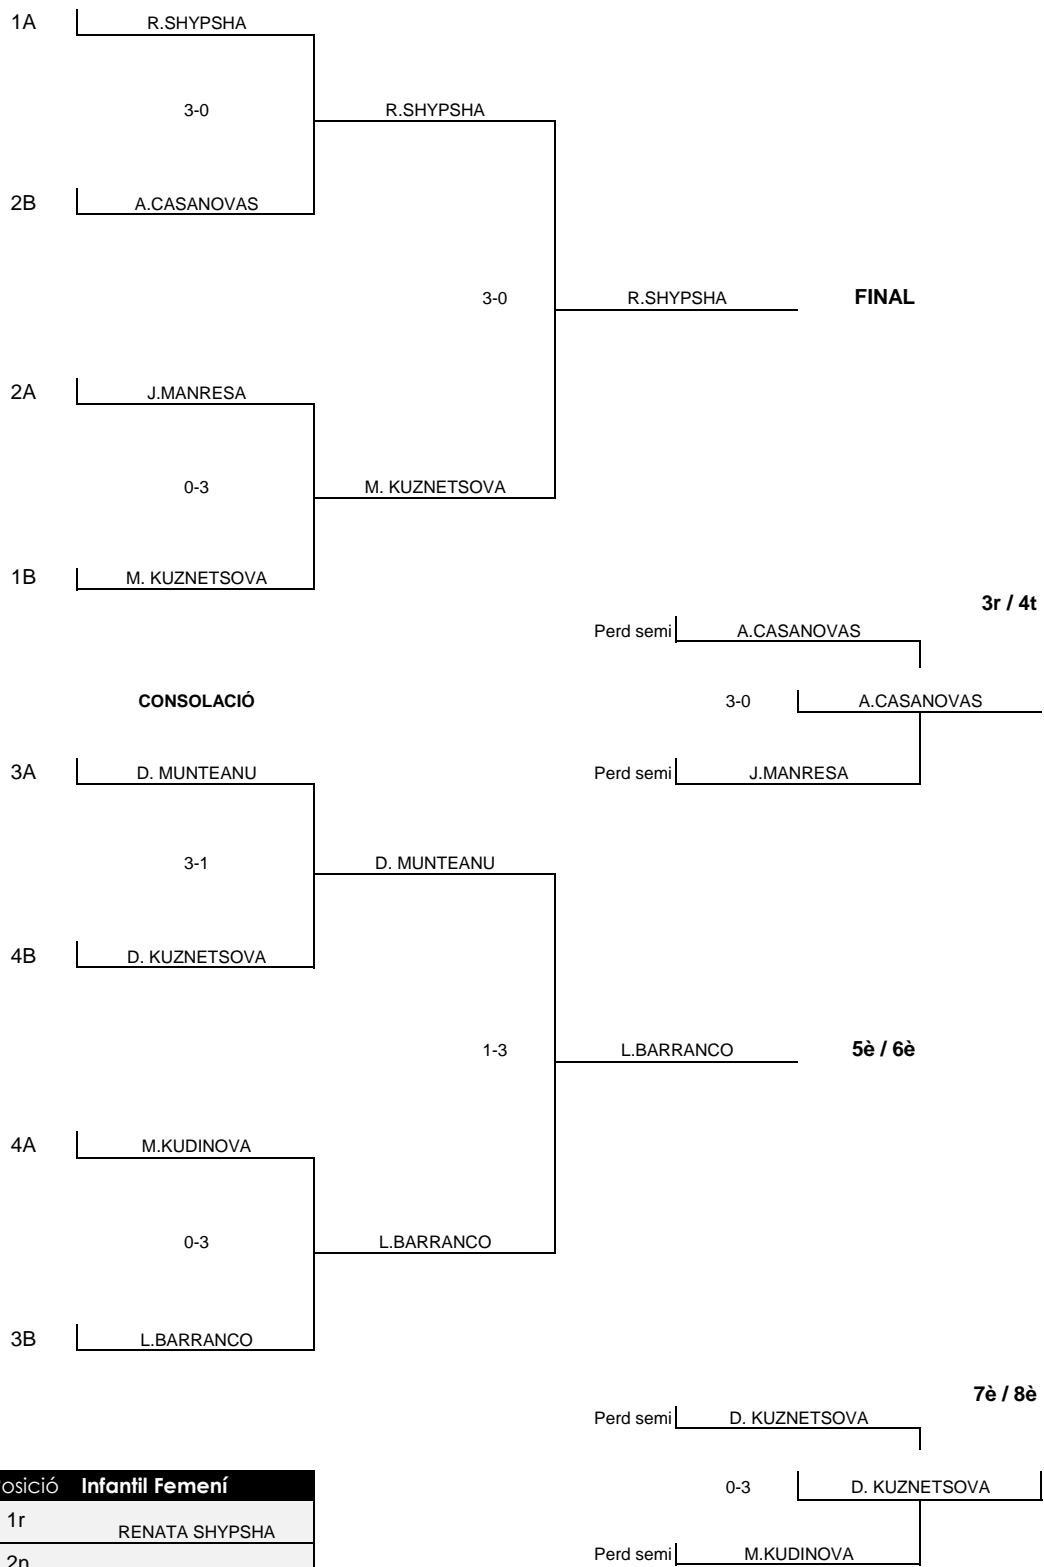 1A R.SHYPSHA
3-0 R.SHYPSHA
2B A.CASANOVAS
3-0 R.SHYPSHA FINAL
2A J.MANRESA
0-3 M. KUZNETSOVA
1B M. KUZNETSOVA
3r / 4t
Perd semi A.CASANOVAS
CONSOLACIÓ 3-0 A.CASANOVAS
3A D. MUNTEANU Perd semi J.MANRESA
3-1 D. MUNTEANU
4B D. KUZNETSOVA
1-3 L.BARRANCO 5è / 6è
4A M.KUDINOVA
0-3 L.BARRANCO
3B L.BARRANCO
7è / 8è
Perd semi D. KUZNETSOVA
osició Infantil Femení 0-3 D. KUZNETSOVA
1r RENATA SHYPSHA
Perd semi M.KUDINOVA
2n